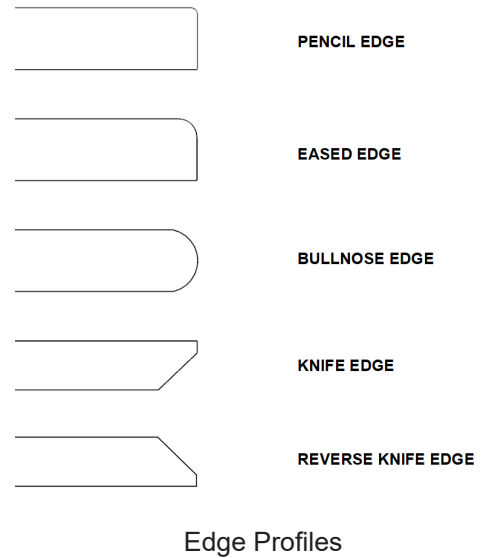 PENCIL EDGE
EASED EDGE
BULLNOSE EDGE
KNIFE EDGE
REVERSE KNIFE EDGE
Edge Profiles